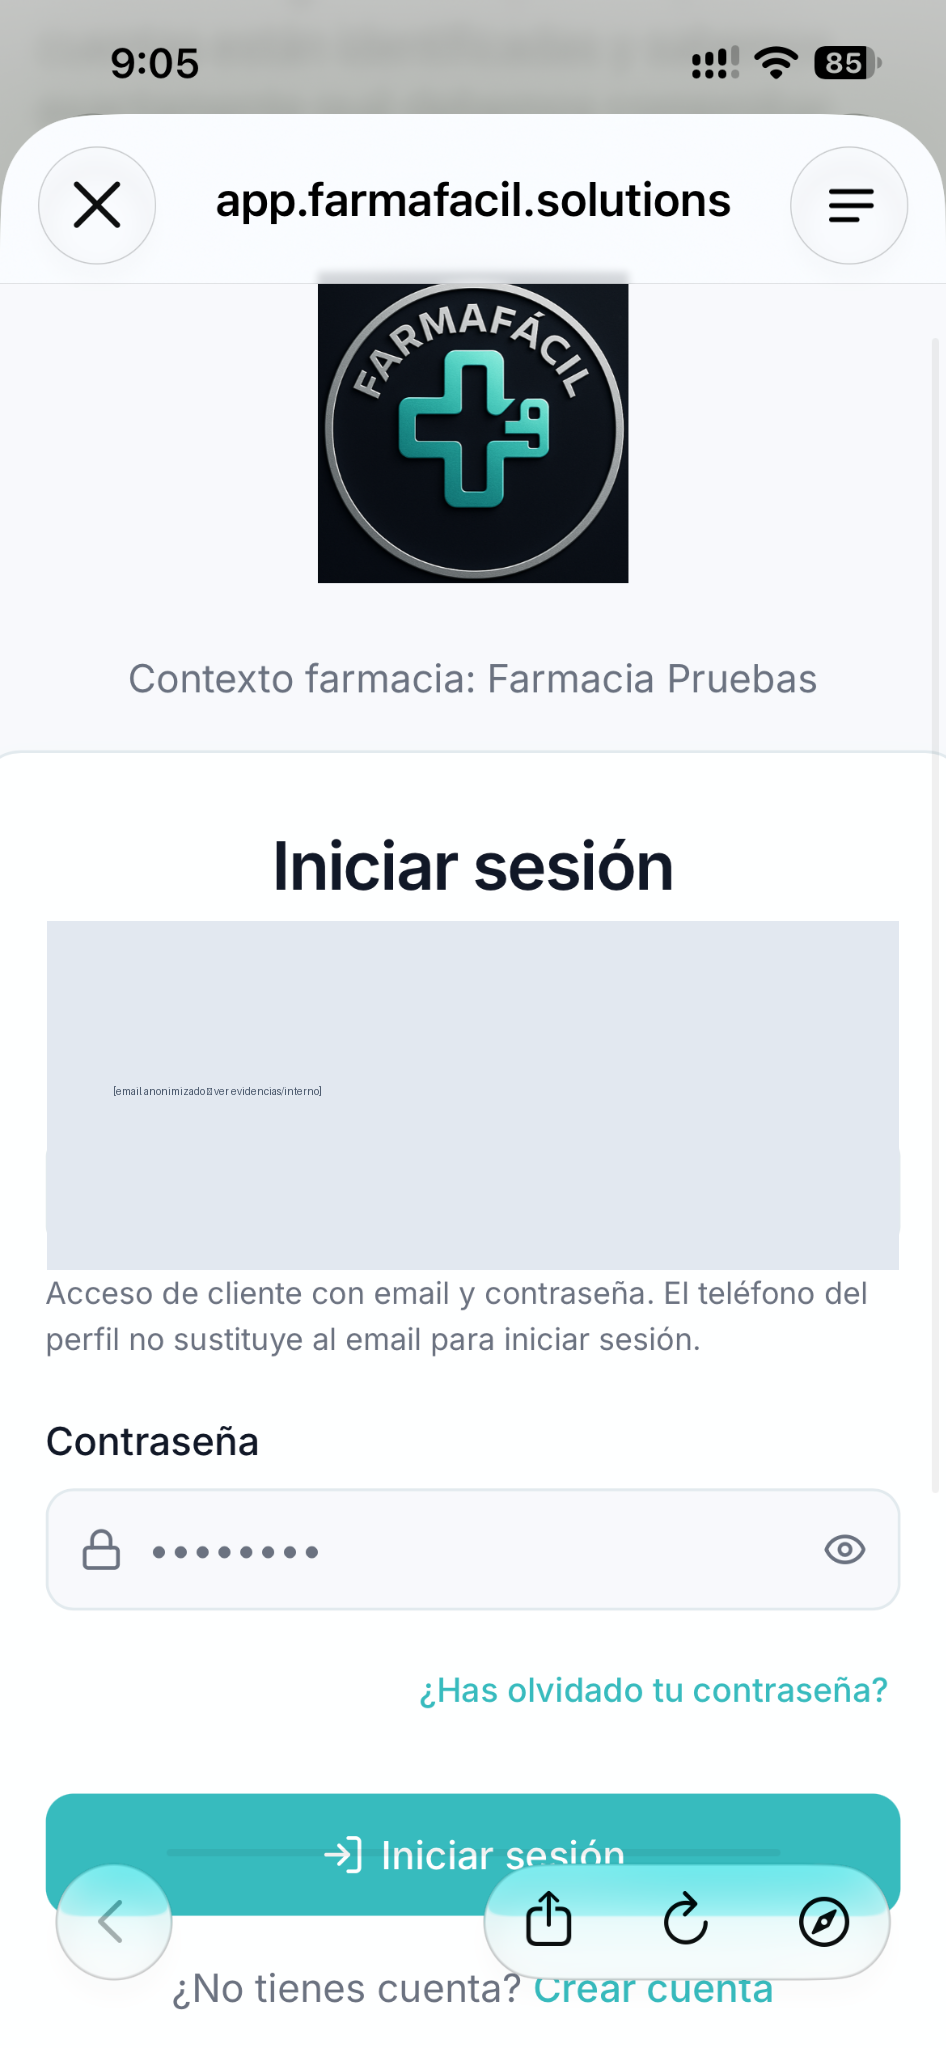 9:05
85
app.farmafacil.solutions
FARMAFÁCIL
Contexto farmacia: Farmacia Pruebas
Iniciar sesión
[email anonimizado ver evidencias/interno]
Acceso de cliente con email y contraseña. El teléfono del
perfil no sustituye al email para iniciar sesión.
Contraseña
¿Has olvidado tu contraseña?
Iniciar sesión
¿No tienes cuenta? Crear cuenta